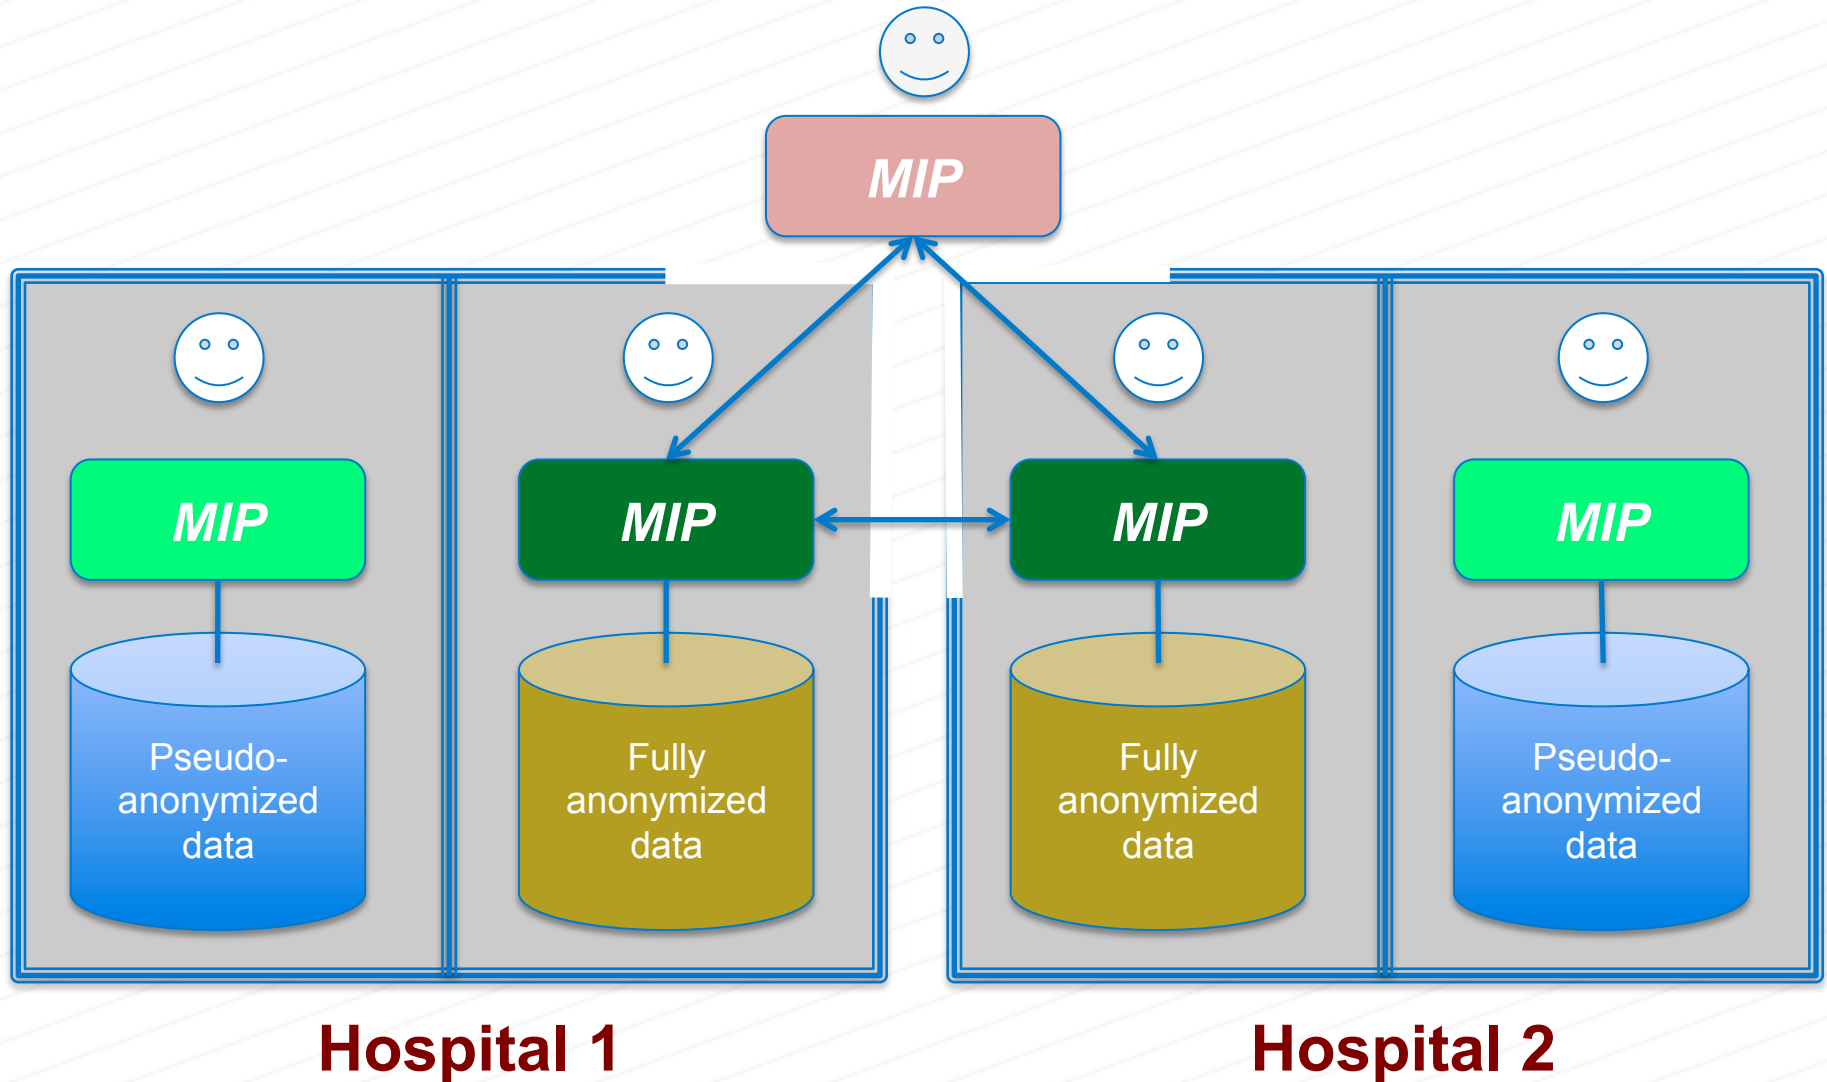 MIP
MIP
MIP
MIP
MIP
Pseudo-
anonymized
data
Fully
anonymized
data
Fully
anonymized
data
Pseudo-
anonymized
data
Hospital 1
Hospital 2